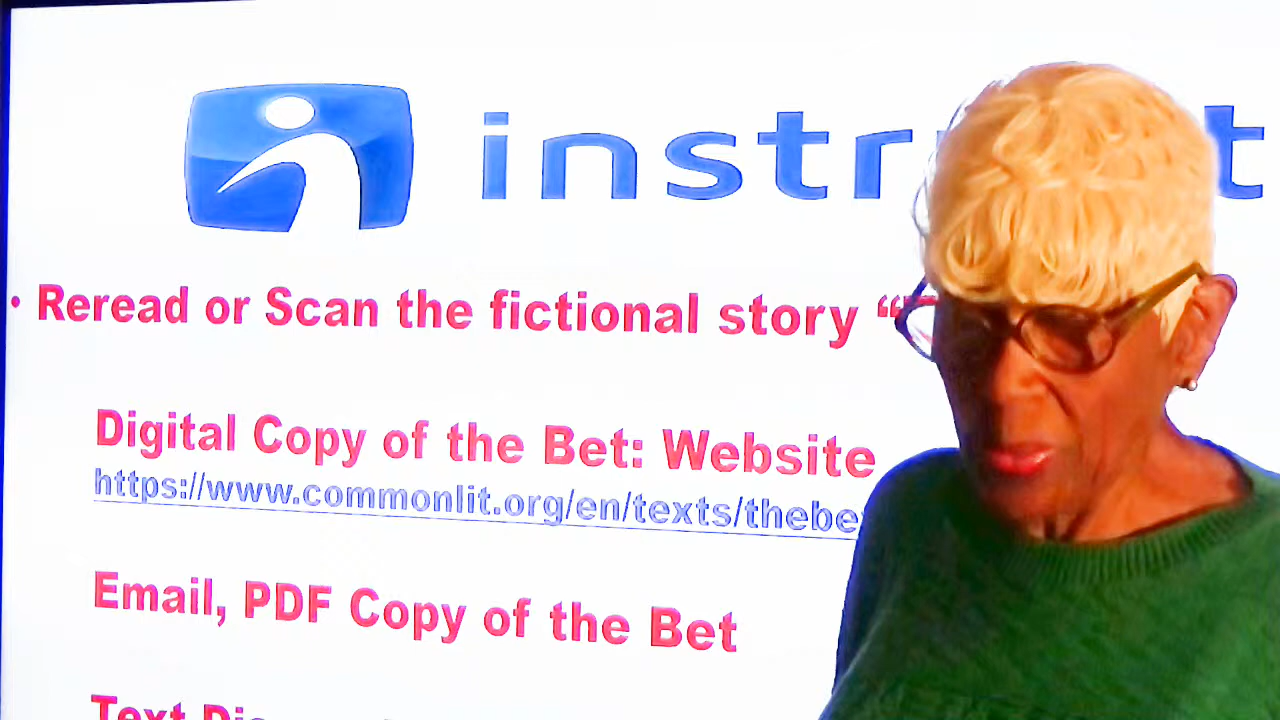 instr t
• Reread or Scan the fictional story “
Digital Copy of the Bet: Website
https://www.commonlit.org/en/texts/thebe
Email, PDF Copy of the Bet
Text